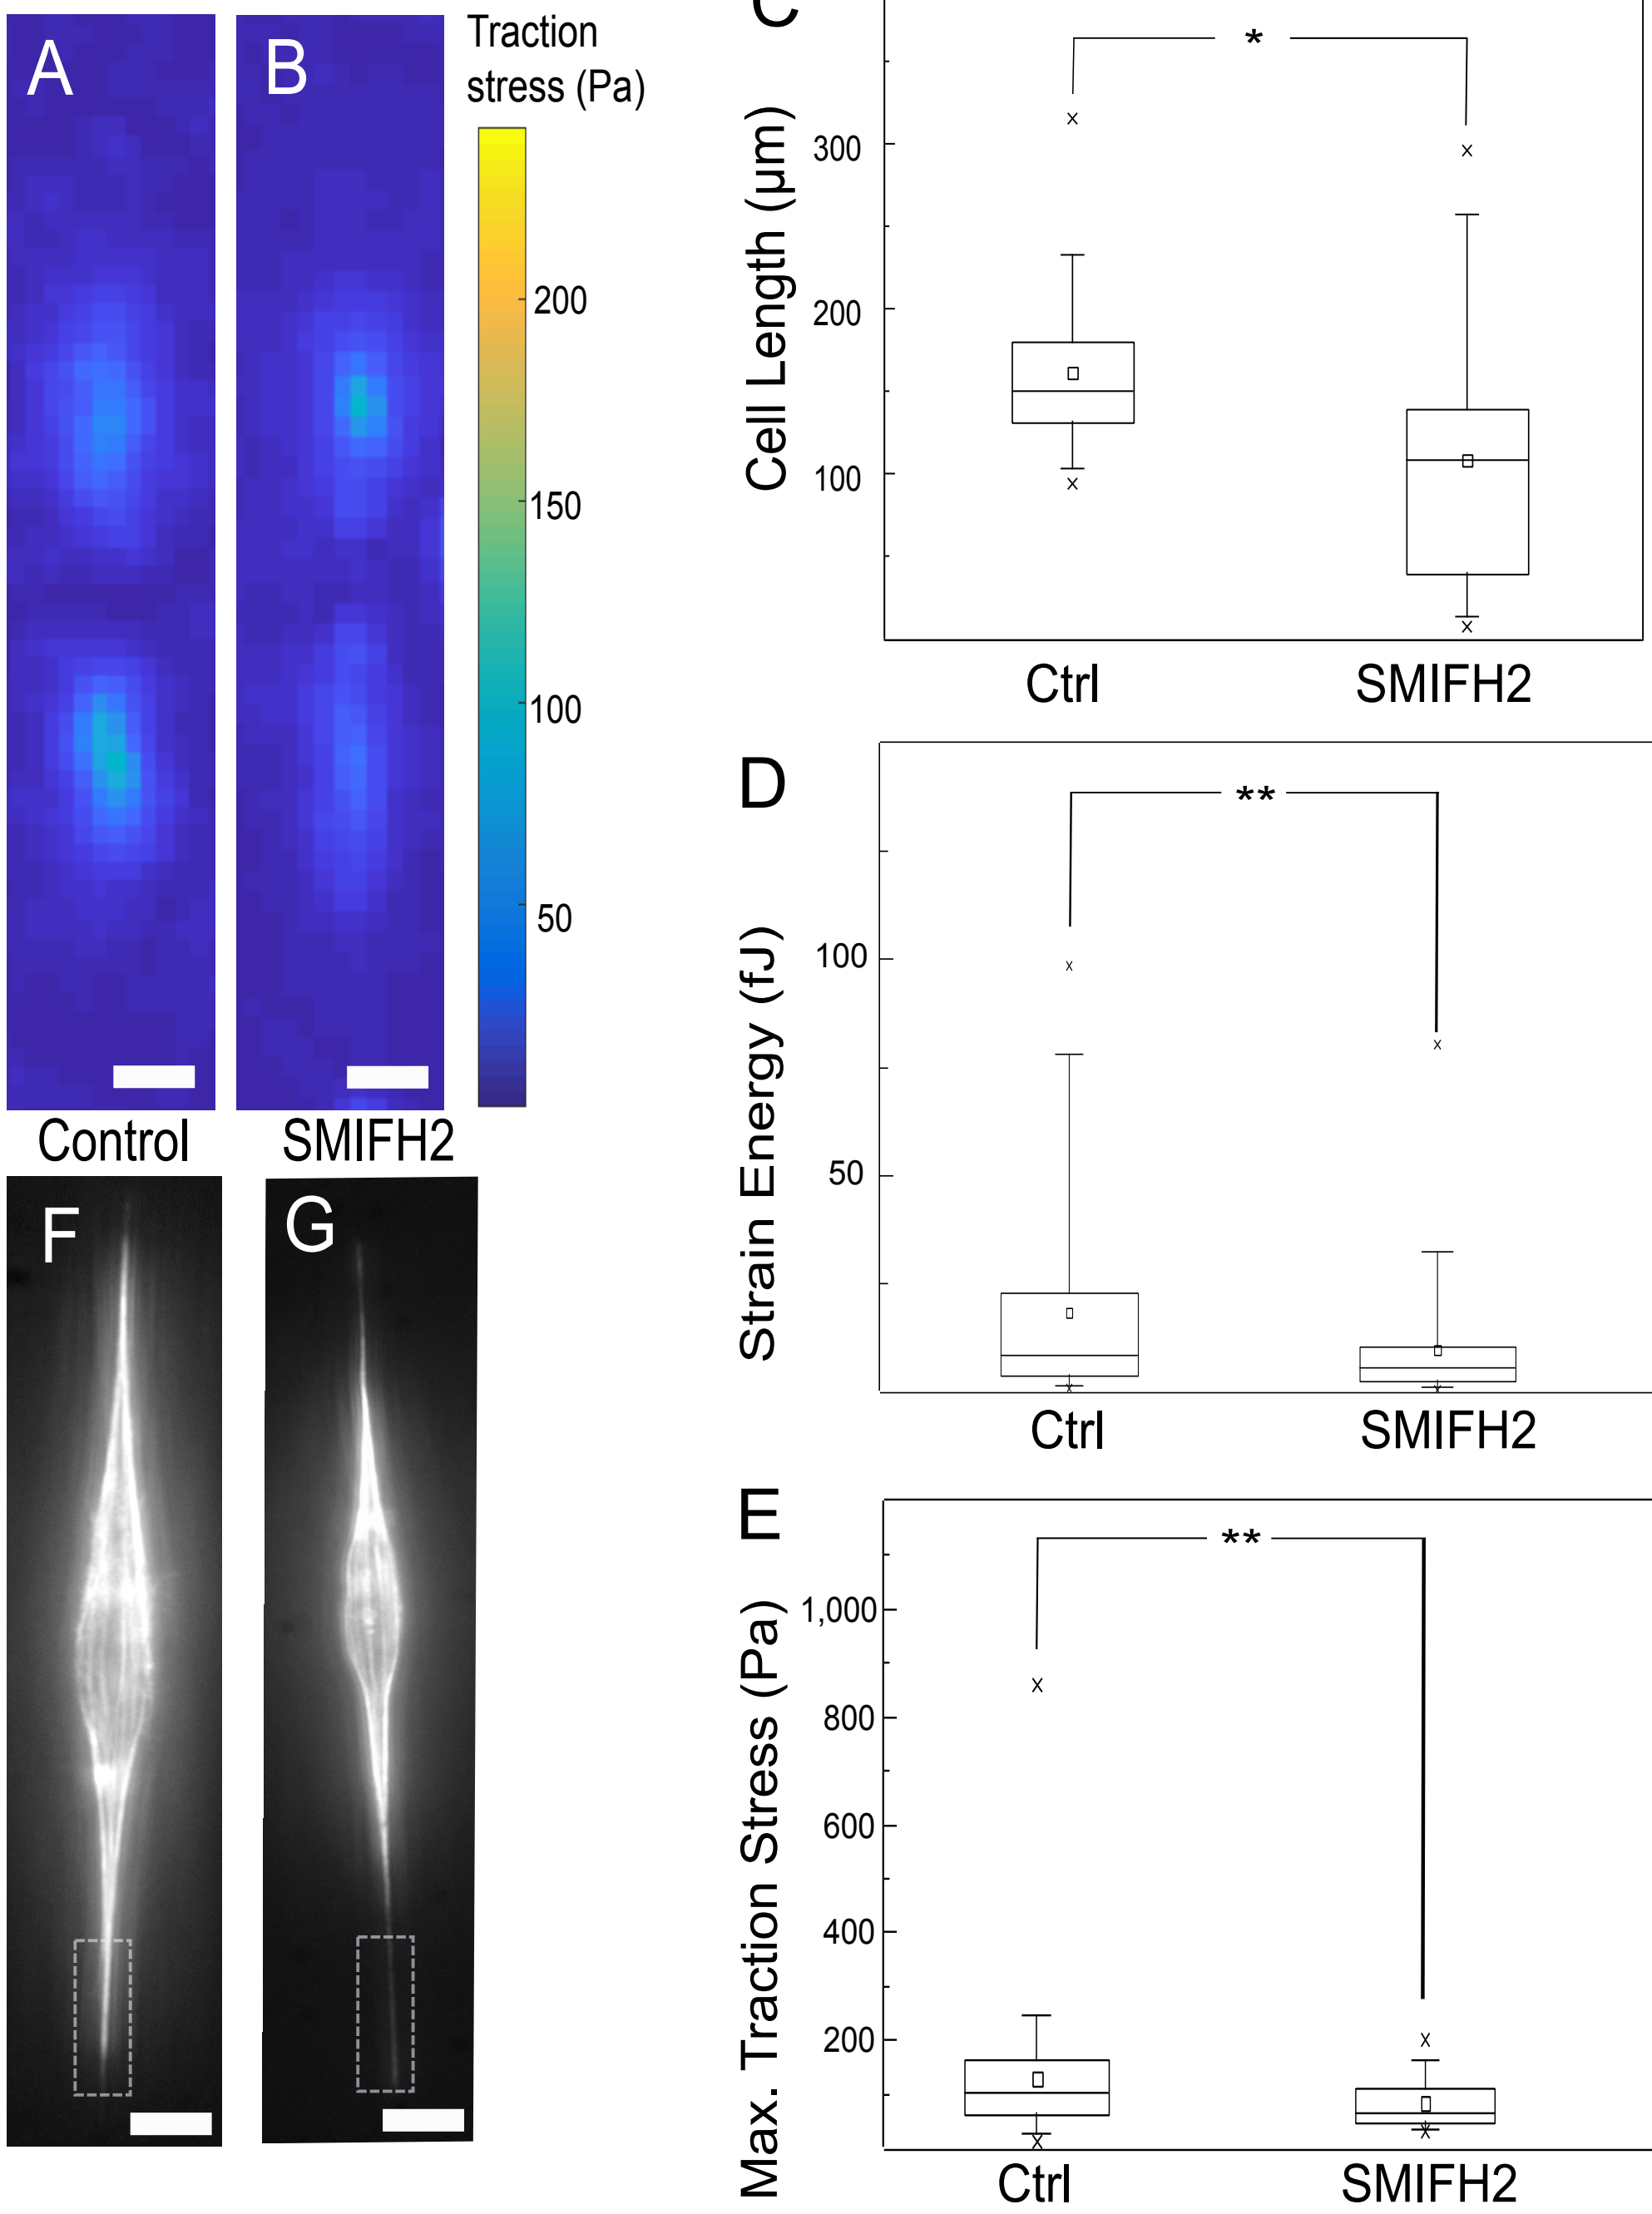 A
B
Traction
stress (Pa)
200
150
100
50
Control
SMIFH2
F
G
C
*
Cell Length (µm)
300
200
100
Ctrl
SMIFH2
D
**
Strain Energy (fJ)
100
50
Ctrl
SMIFH2
E
**
Max. Traction Stress (Pa)
1,000
800
600
400
200
Ctrl
SMIFH2